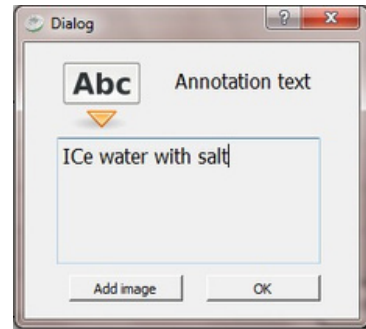 Dialog
?
Abc
Annotation text
ICe water with salt
Add image
OK